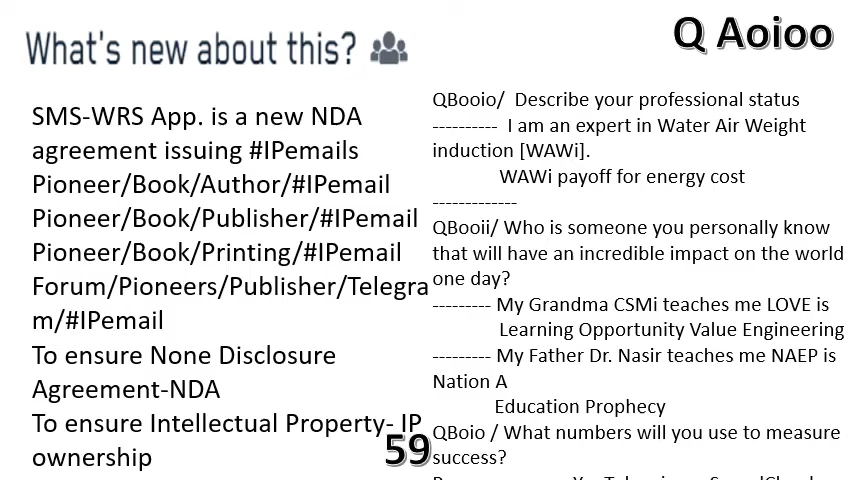 What's new about this?
Q Aoioo
SMS-WRS App. is a new NDA
agreement issuing #IPemails
Pioneer/Book/Author/#IPemail
Pioneer/Book/Publisher/#IPemail
Pioneer/Book/Printing/#IPemail
Forum/Pioneers/Publisher/Telegra
m/#IPemail
To ensure None Disclosure
Agreement-NDA
To ensure Intellectual Property- IP
ownership
59
QBooio/ Describe your professional status
---------- I am an expert in Water Air Weight
induction [WAWi].
WAWi payoff for energy cost
-------------
QBooii/ Who is someone you personally know
that will have an incredible impact on the world
one day?
--------- My Grandma CSMi teaches me LOVE is
Learning Opportunity Value Engineering
--------- My Father Dr. Nasir teaches me NAEP is
Nation A
Education Prophecy
QBoio / What numbers will you use to measure
success?